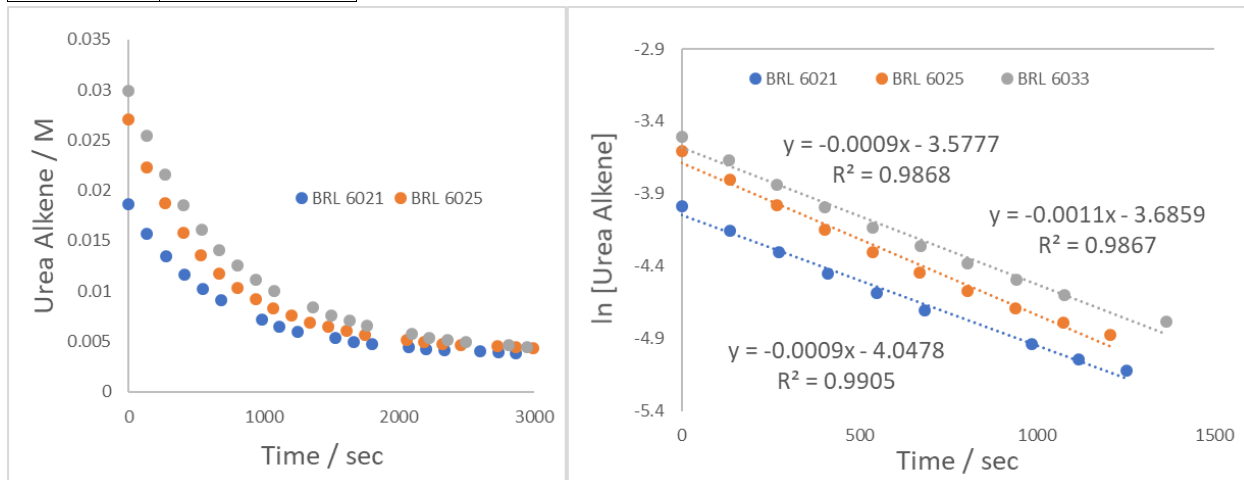 0.035
0.03
0.025
0.02
0.015
0.01
0.005
0
Urea Alkene / M
BRL 6021 BRL 6025
0 1000 2000 3000
Time / sec
-2.9
-3.4
-3.9
-4.4
-4.9
-5.4
ln [Urea Alkene]
BRL 6021 BRL 6025 BRL 6033
y = -0.0009x - 3.5777
R² = 0.9868
y = -0.0011x - 3.6859
R² = 0.9867
y = -0.0009x - 4.0478
R² = 0.9905
0 500 1000 1500
Time / sec